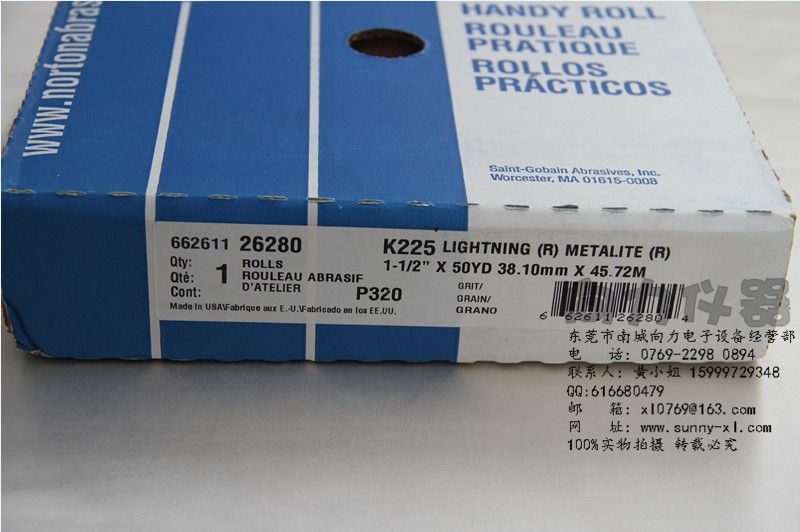 HANDY ROLL
ROULEAU
PRATIQUE
ROLLOS
PRÁCTICOS
www.nortonabras
Saint-Gobain Abrasives, Inc.
Worcester, MA 01615-0008
662611 26280
Qty:
Qté: 1 ROLLS
Cont: ROULEAU ABRASIF
D'ATELIER
P320
Made in USA\Fabrique aux E.-U.\Fabricado en los EE.UU.
K225 LIGHTNING (R) METALITE (R)
1-1/2" X 50YD 38.10mm X 45.72M
GRIT/
GRAIN/
GRANO
6 62611 26280 4
向力仪器
东莞市南城向力电子设备经营部
电 话: 0769-2298 0894
联系人: 黄小姐 15999729348
QQ:616680479
邮 箱: xl0769@163.com
网 址: www.sunny-xl.com
100%实物拍摄 转载必究